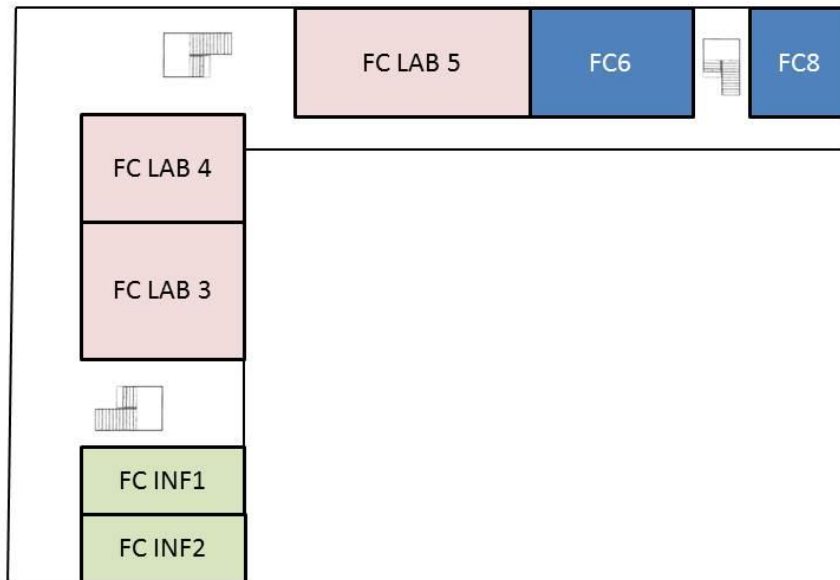 FC LAB 5
FC6
FC8
FC LAB 4
FC LAB 3
FC INF1
FC INF2